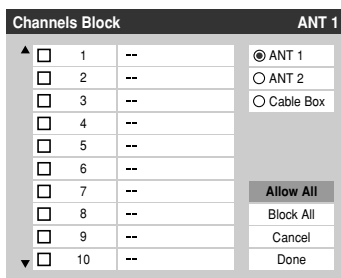 Channels Block ANT 1
1 -- ANT 1
2 -- ANT 2
3 -- Cable Box
4 --
5 --
6 --
7 -- Allow All
8 -- Block All
9 -- Cancel
10 -- Done